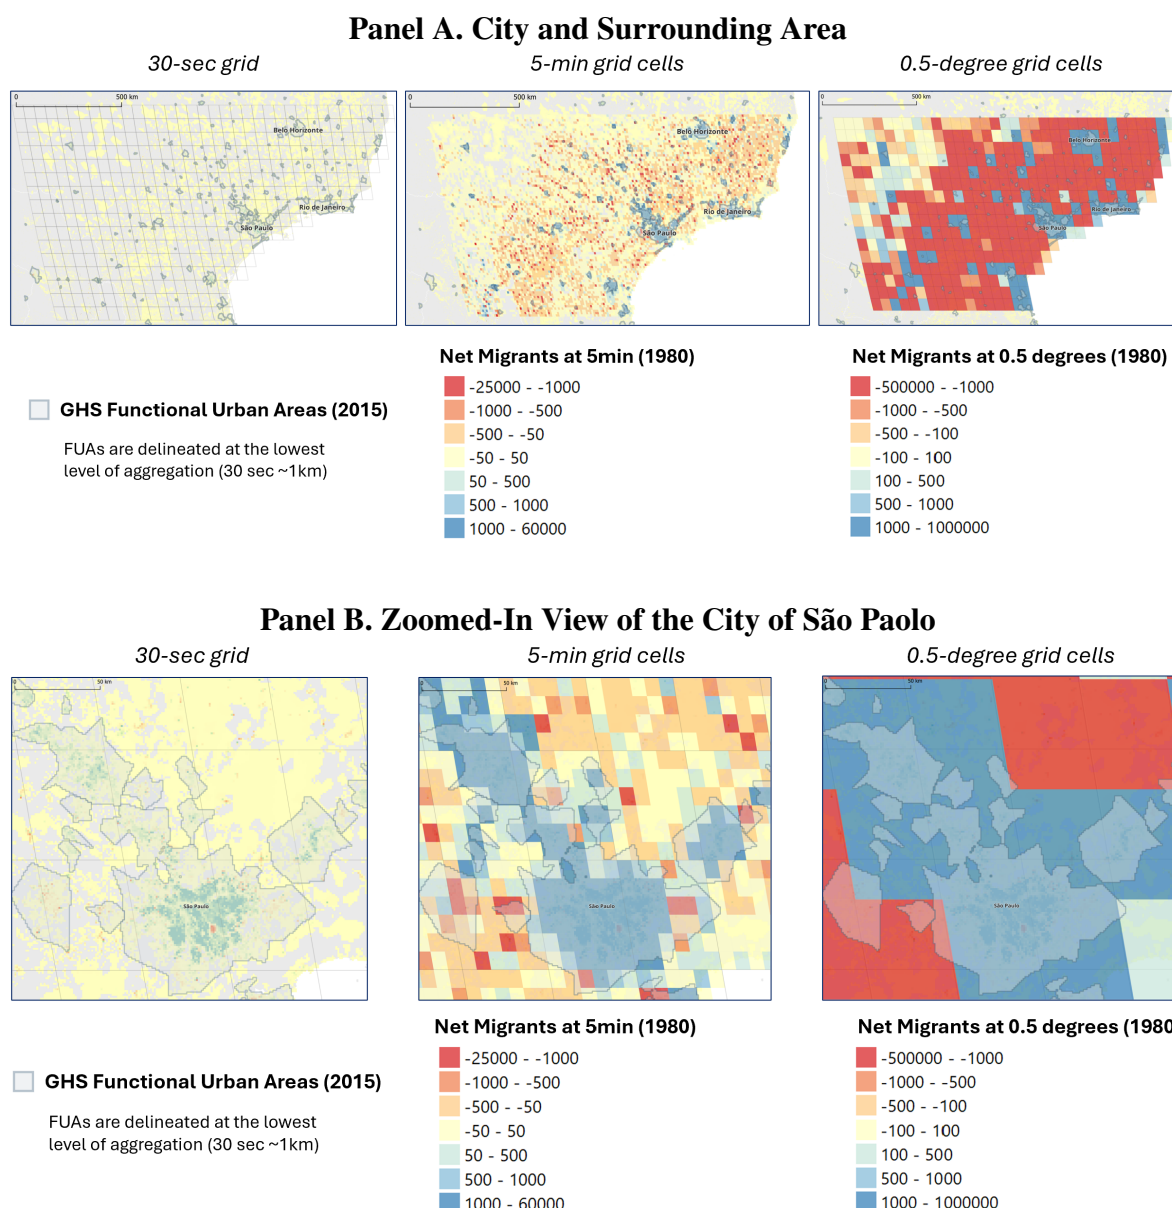 Panel A. City and Surrounding Area
30-sec grid
5-min grid cells
0.5-degree grid cells
0 500 km
Belo Horizonte
Rio de Janeiro
São Paulo
0 500 km
Belo Horizonte
Rio de Janeiro
São Paulo
0 500 km
Belo Horizonte
Rio de Janeiro
São Paulo
GHS Functional Urban Areas (2015)
FUAs are delineated at the lowest
level of aggregation (30 sec ~1km)
Net Migrants at 5min (1980)
-25000 - -1000
-1000 - -500
-500 - -50
-50 - 50
50 - 500
500 - 1000
1000 - 60000
Net Migrants at 0.5 degrees (1980)
-500000 - -1000
-1000 - -500
-500 - -100
-100 - 100
100 - 500
500 - 1000
1000 - 1000000
Panel B. Zoomed-In View of the City of São Paolo
30-sec grid
5-min grid cells
0.5-degree grid cells
0 50 km
São Paulo
0 50 km
São Paulo
0 50 km
São Paulo
GHS Functional Urban Areas (2015)
FUAs are delineated at the lowest
level of aggregation (30 sec ~1km)
Net Migrants at 5min (1980)
-25000 - -1000
-1000 - -500
-500 - -50
-50 - 50
50 - 500
500 - 1000
1000 - 60000
Net Migrants at 0.5 degrees (1980
-500000 - -1000
-1000 - -500
-500 - -100
-100 - 100
100 - 500
500 - 1000
1000 - 1000000